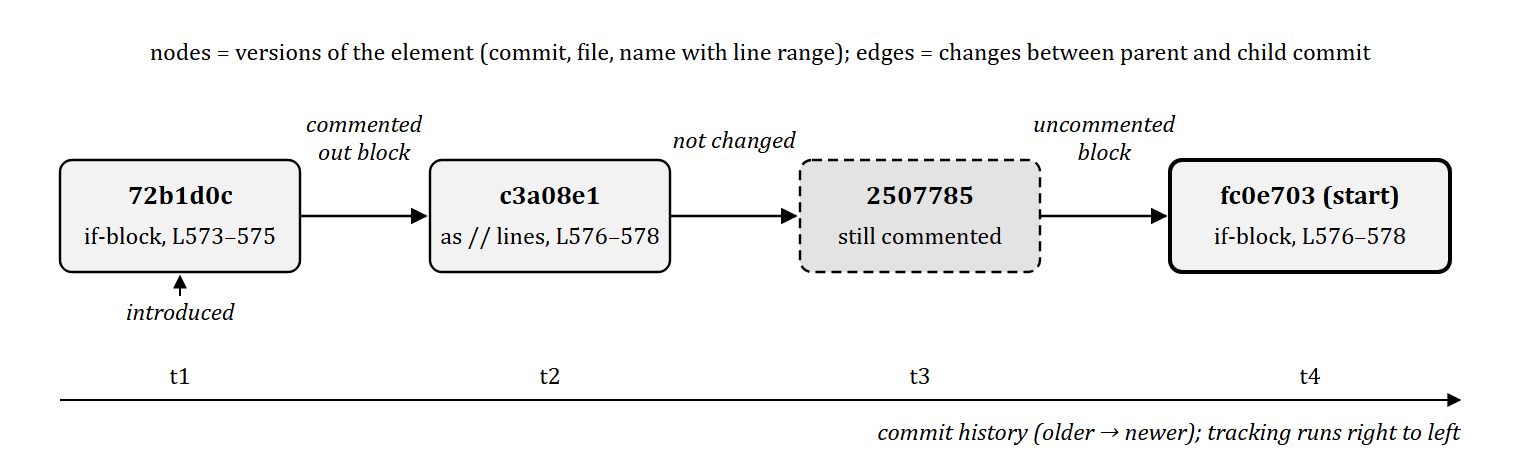 nodes = versions of the element (commit, file, name with line range); edges = changes between parent and child commit
commented
out block
not changed
uncommented
block
72b1d0c
if-block, L573–575
c3a08e1
as // lines, L576–578
2507785
still commented
fc0e703 (start)
if-block, L576–578
introduced
t1
t2
t3
t4
commit history (older → newer); tracking runs right to left